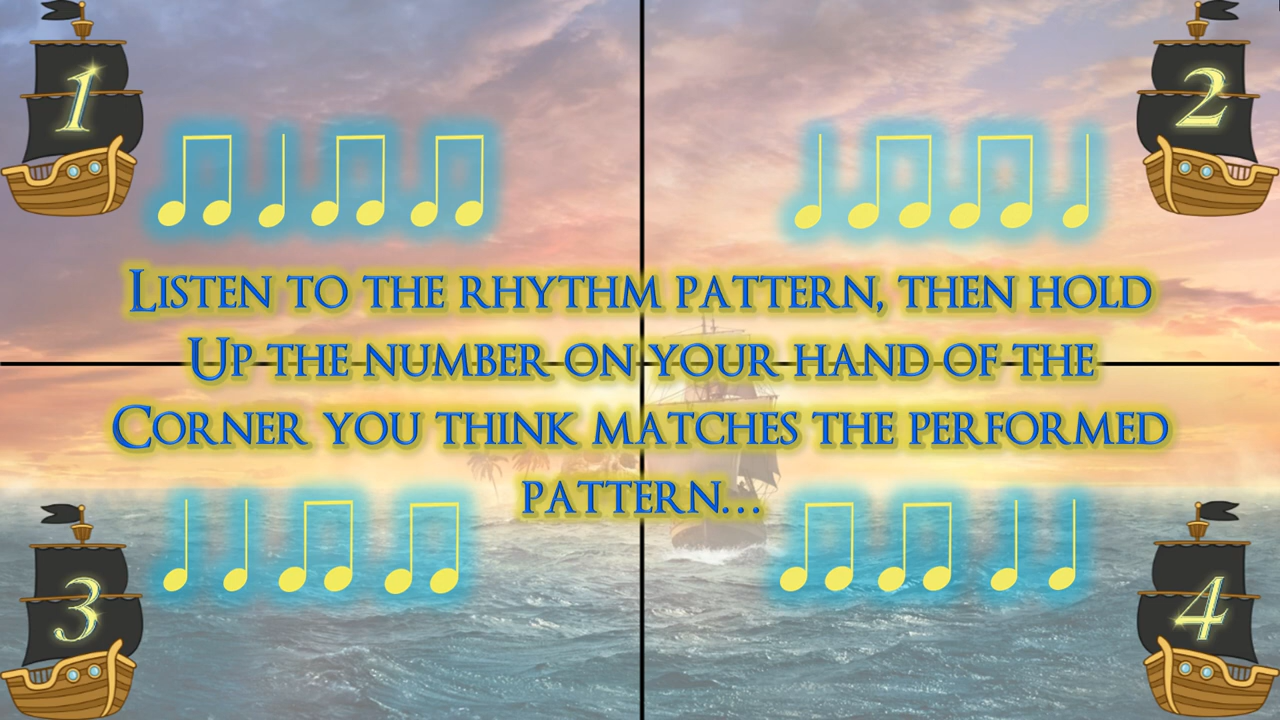 1
2
LISTEN TO THE RHYTHM PATTERN, THEN HOLD
UP THE NUMBER ON YOUR HAND OF THE
CORNER YOU THINK MATCHES THE PERFORMED
PATTERN...
3
4